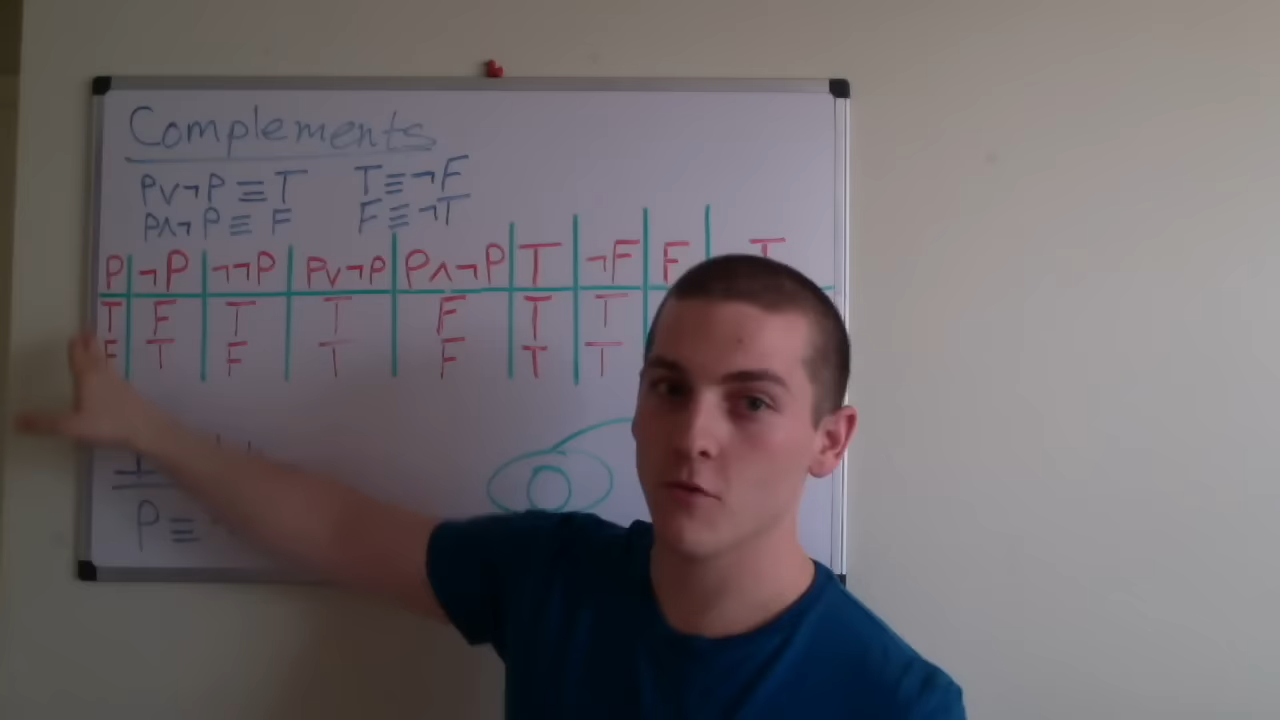 Complements
P∨¬P ≡ T T ≡ ¬F
P∧¬P ≡ F F ≡ ¬T
P ¬P ¬¬P P∨¬P P∧¬P T ¬F F
T F T T F T T
F T F T F T T
P ≡